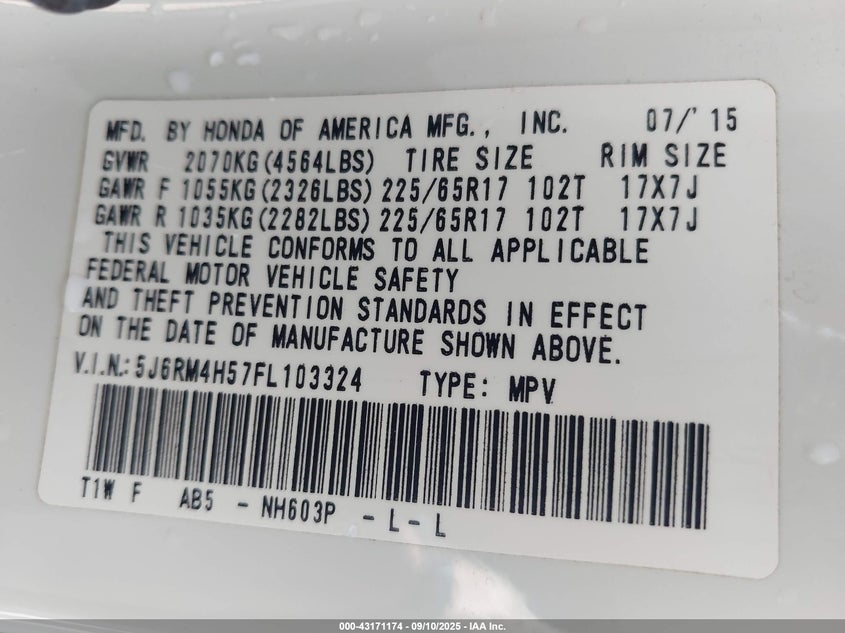 MFD. BY HONDA OF AMERICA MFG., INC. 07/'15
GVWR 2070KG(4564LBS) TIRE SIZE RIM SIZE
GAWR F 1055KG(2326LBS) 225/65R17 102T 17X7J
GAWR R 1035KG(2282LBS) 225/65R17 102T 17X7J
THIS VEHICLE CONFORMS TO ALL APPLICABLE
FEDERAL MOTOR VEHICLE SAFETY
AND THEFT PREVENTION STANDARDS IN EFFECT
ON THE DATE OF MANUFACTURE SHOWN ABOVE.
V.I.N.: 5J6RM4H57FL103324 TYPE: MPV
T1W F AB5 - NH603P - L - L
000-43171174 - 09/10/2025 - IAA Inc.